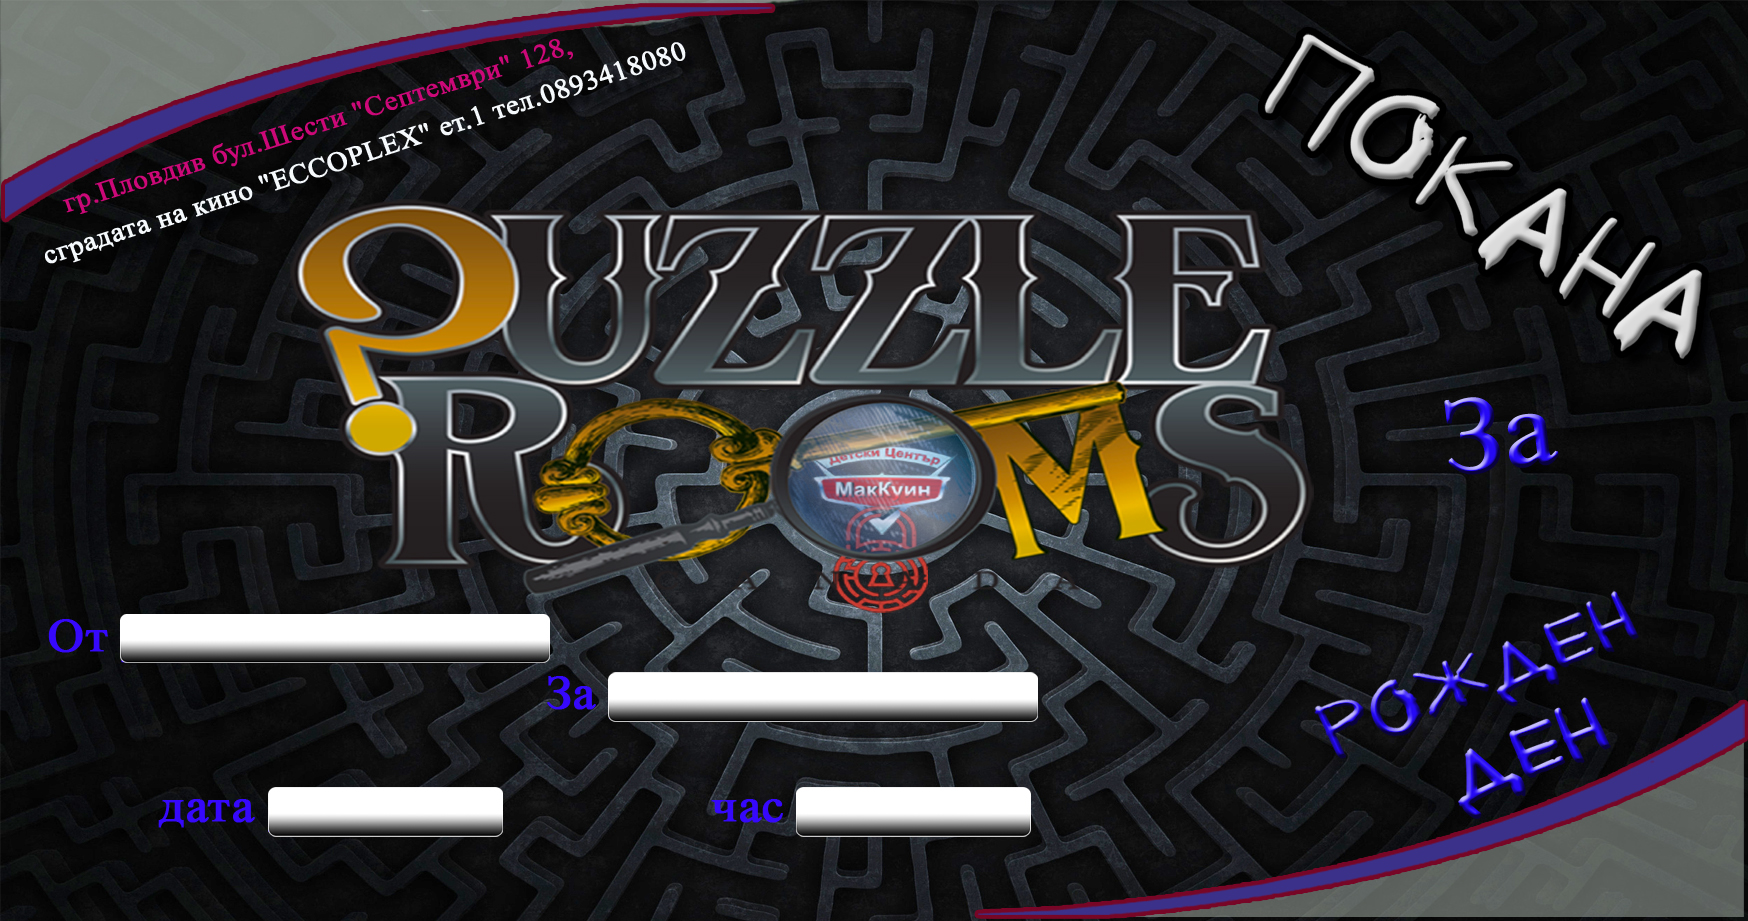 гр.Пловдив бул.Шести "Септември" 128,
сградата на кино "ECCOPLEX" ет.1 тел.0893418080
ПОКАНА
PUZZLE
ROOMS
За
Детски Център
МакКуин
От
За
РОЖДЕН
ДЕН
дата
час